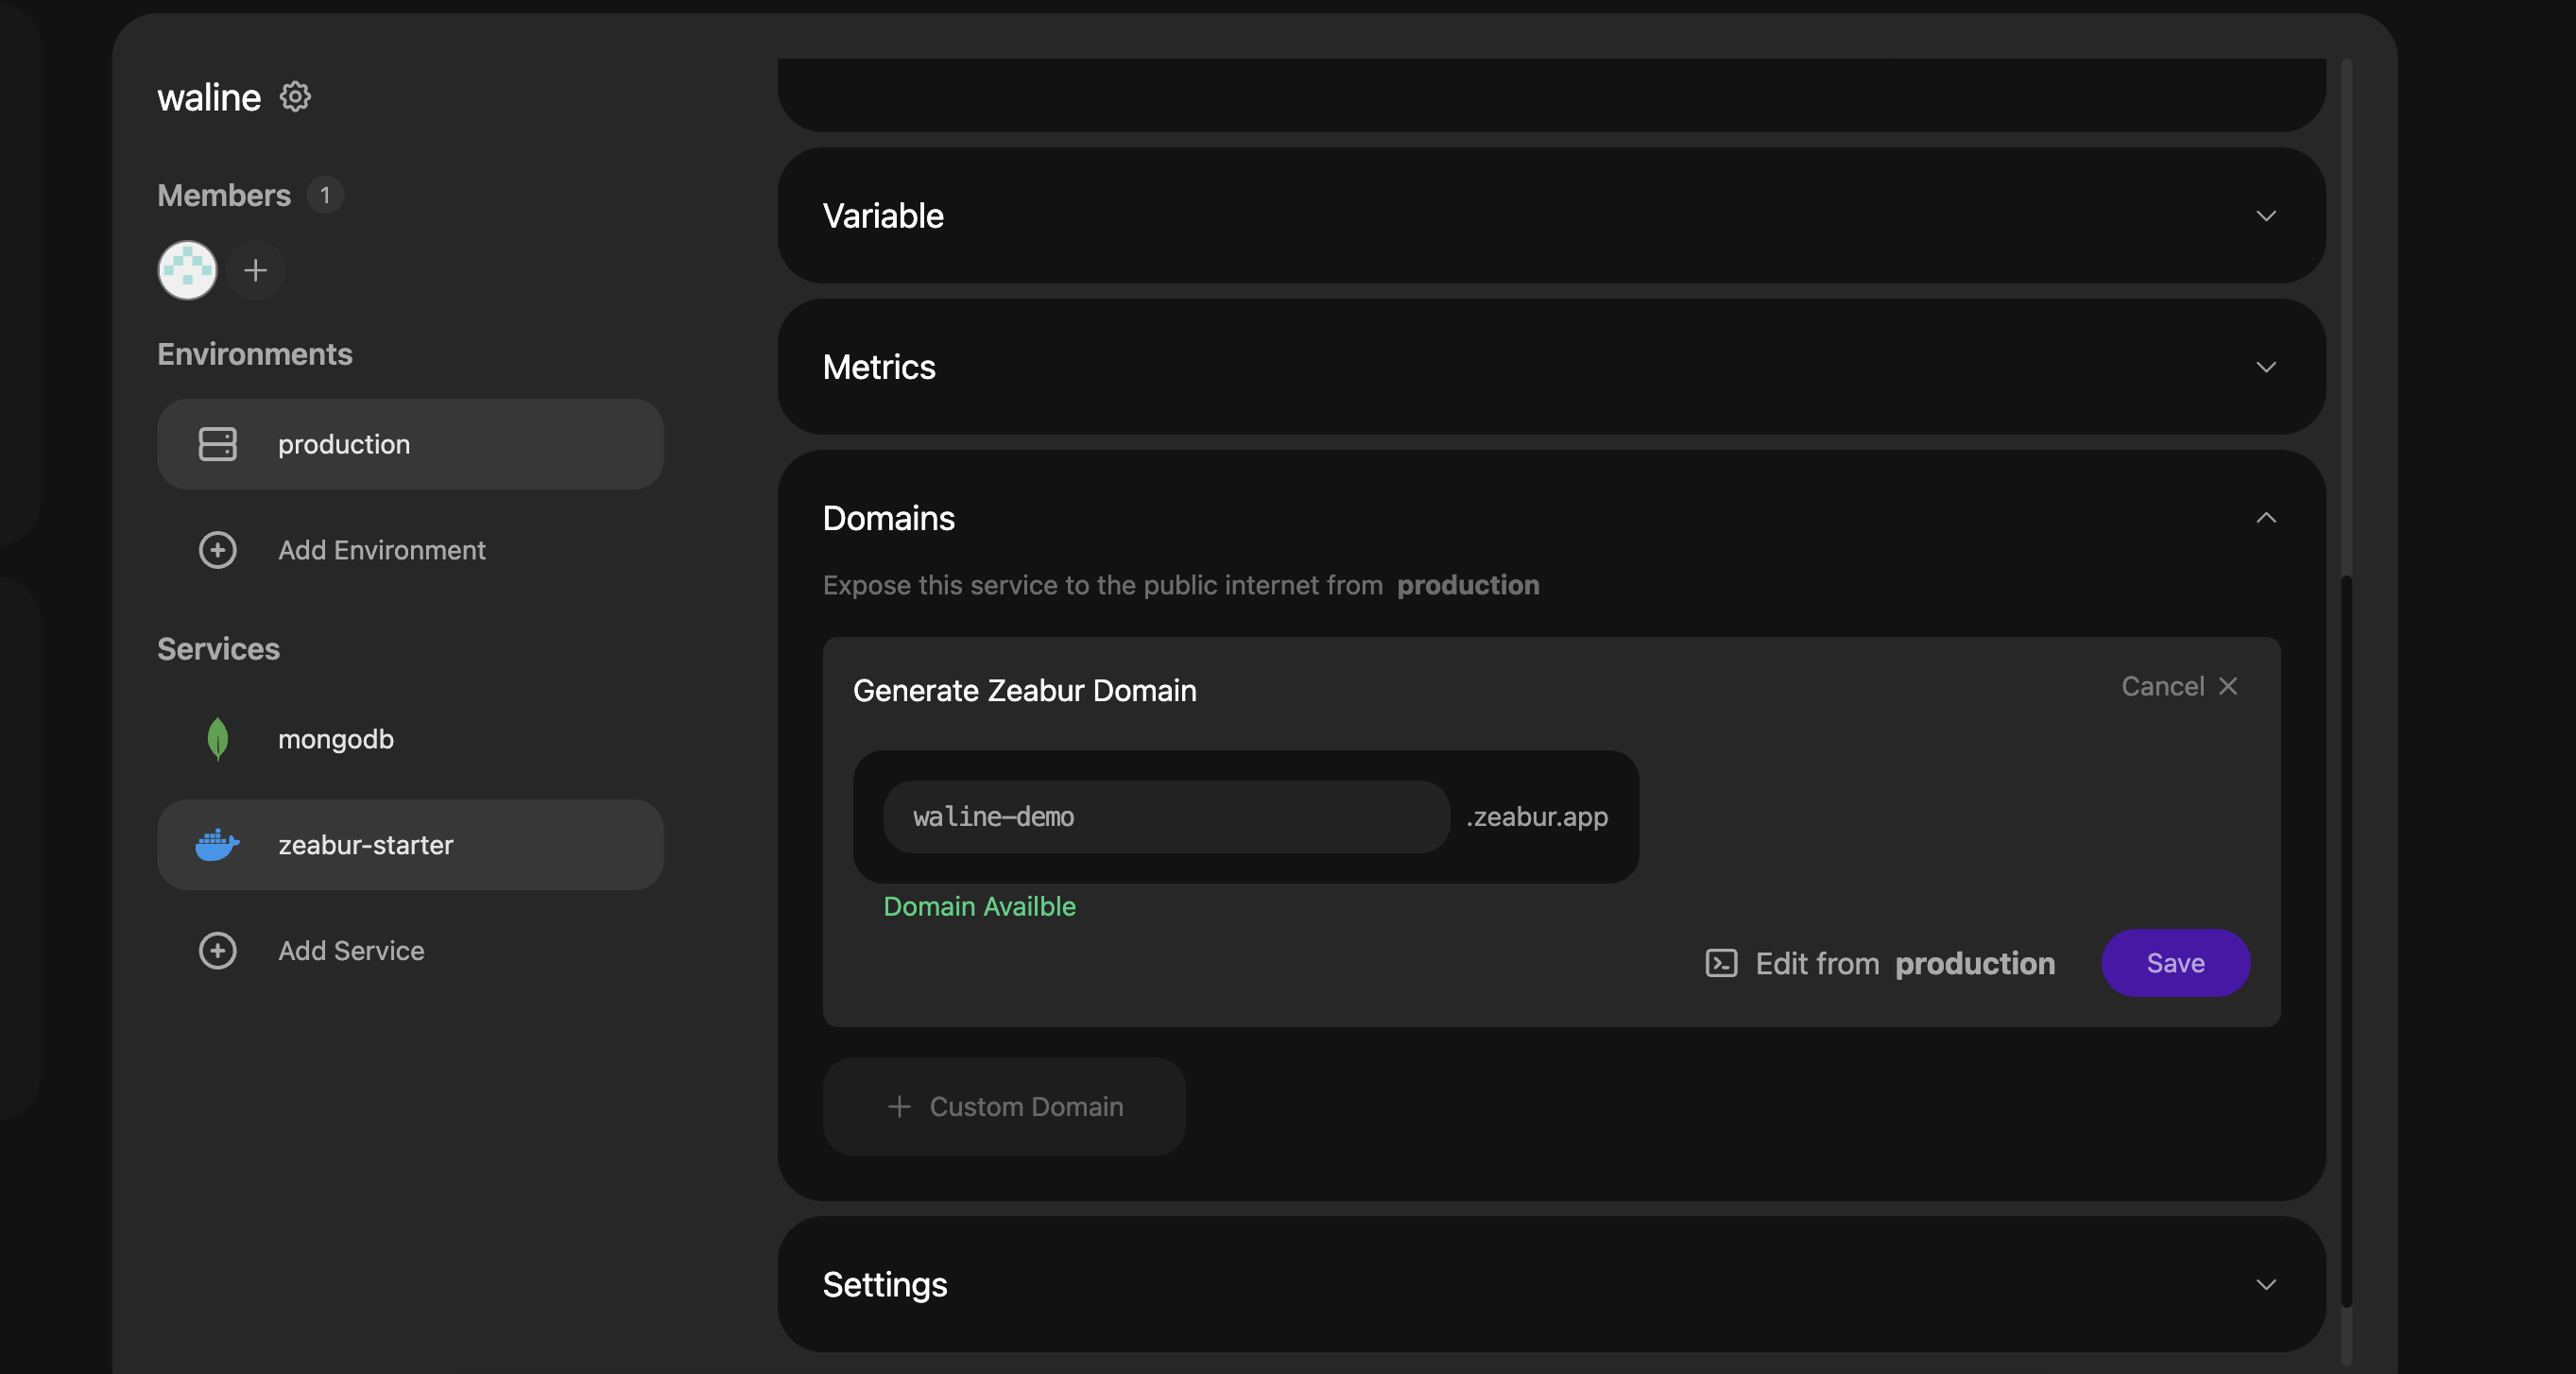 waline
Members 1
Environments
production
Add Environment
Services
mongodb
zeabur-starter
Add Service
Variable
Metrics
Domains
Expose this service to the public internet from production
Generate Zeabur Domain
Cancel
waline-demo .zeabur.app
Domain Availble
Edit from production
Save
Custom Domain
Settings